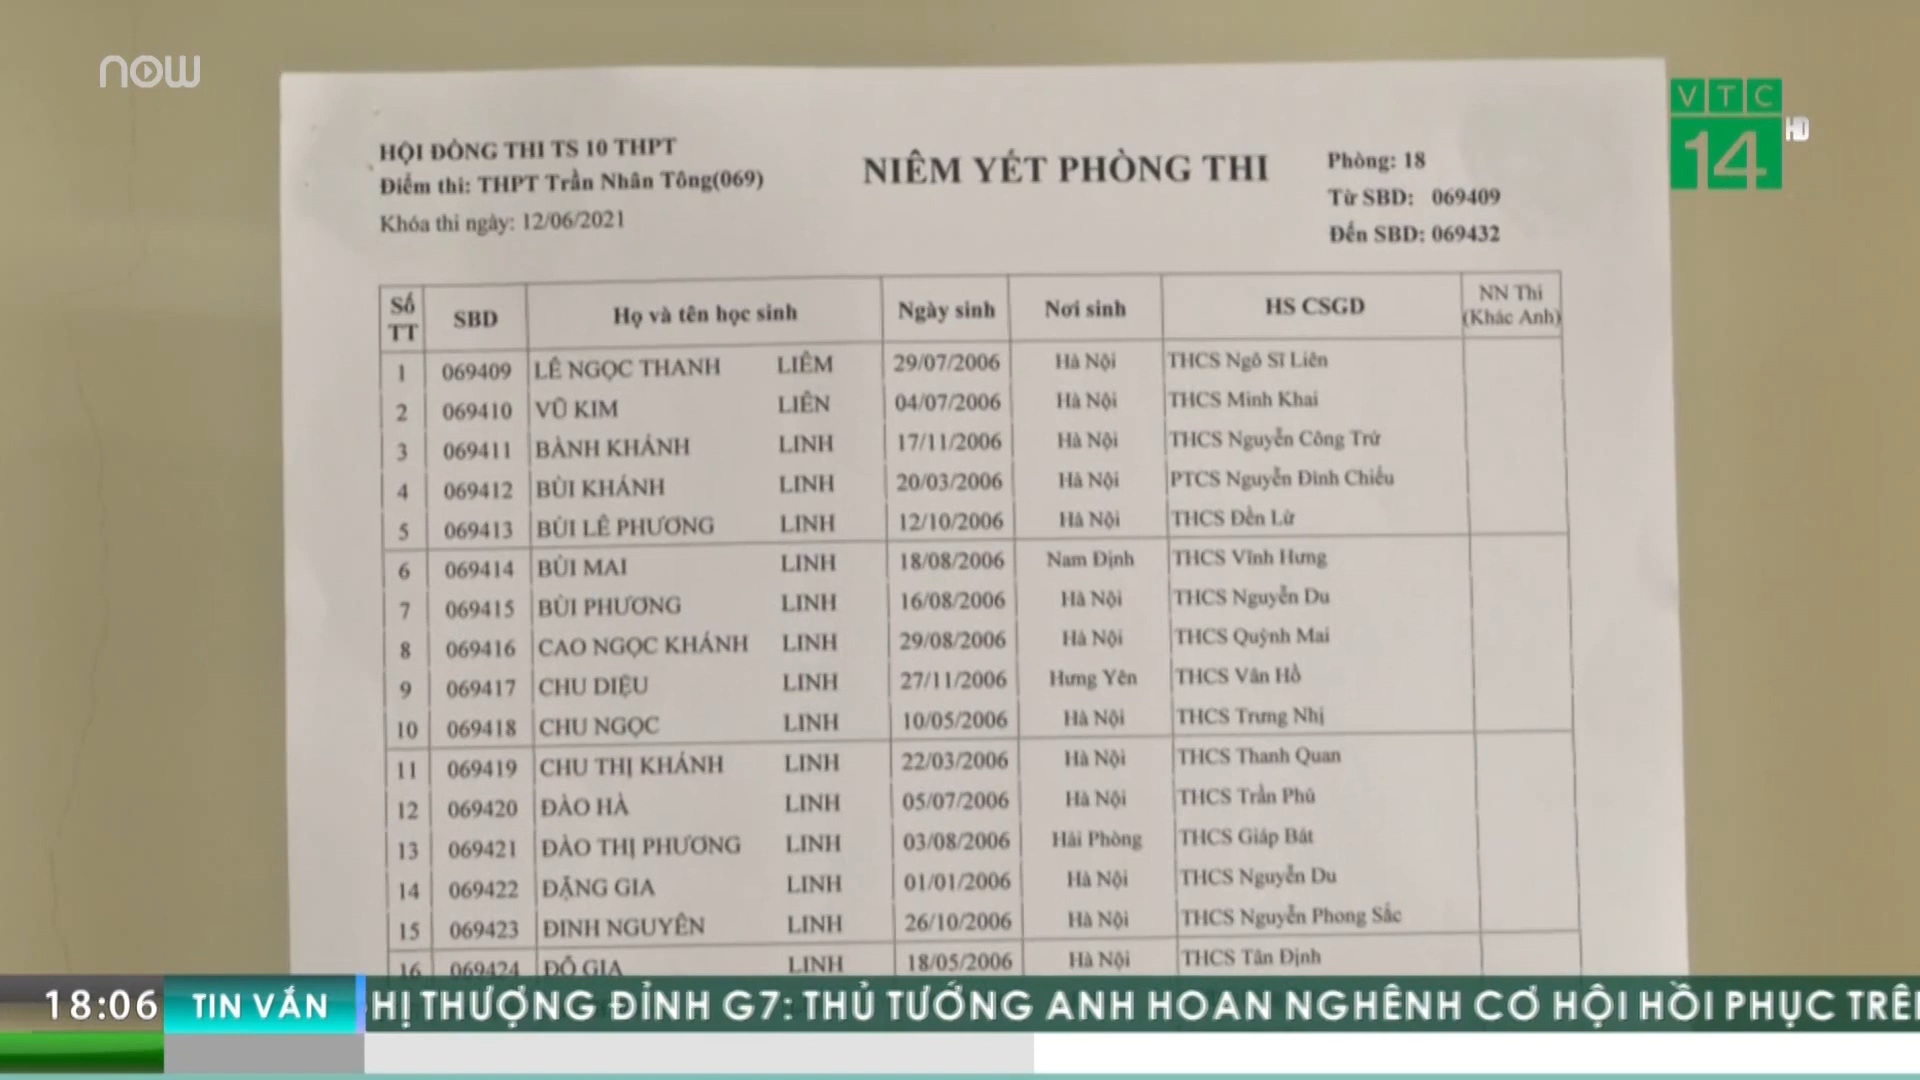 now
VTC
14 HD
HỘI ĐỒNG THI TS 10 THPT
Điểm thi: THPT Trần Nhân Tông(069)
Khóa thi ngày: 12/06/2021
NIÊM YẾT PHÒNG THI
Phòng: 18
Từ SBD: 069409
Đến SBD: 069432
Số TT SBD Họ và tên học sinh Ngày sinh Nơi sinh HS CSGD NN Thi (Khác Anh)
1 069409 LÊ NGỌC THANH LIÊM 29/07/2006 Hà Nội THCS Ngô Sĩ Liên
2 069410 VŨ KIM LIÊN 04/07/2006 Hà Nội THCS Minh Khai
3 069411 BÀNH KHÁNH LINH 17/11/2006 Hà Nội THCS Nguyễn Công Trứ
4 069412 BÙI KHÁNH LINH 20/03/2006 Hà Nội PTCS Nguyễn Đình Chiểu
5 069413 BÙI LÊ PHƯƠNG LINH 12/10/2006 Hà Nội THCS Đền Lừ
6 069414 BÙI MAI LINH 18/08/2006 Nam Định THCS Vĩnh Hưng
7 069415 BÙI PHƯƠNG LINH 16/08/2006 Hà Nội THCS Nguyễn Du
8 069416 CAO NGỌC KHÁNH LINH 29/08/2006 Hà Nội THCS Quỳnh Mai
9 069417 CHU DIỆU LINH 27/11/2006 Hưng Yên THCS Vân Hồ
10 069418 CHU NGỌC LINH 10/05/2006 Hà Nội THCS Trưng Nhị
11 069419 CHU THỊ KHÁNH LINH 22/03/2006 Hà Nội THCS Thanh Quan
12 069420 ĐÀO HÀ LINH 05/07/2006 Hà Nội THCS Trần Phú
13 069421 ĐÀO THỊ PHƯƠNG LINH 03/08/2006 Hải Phòng THCS Giáp Bát
14 069422 ĐẶNG GIA LINH 01/01/2006 Hà Nội THCS Nguyễn Du
15 069423 ĐINH NGUYÊN LINH 26/10/2006 Hà Nội THCS Nguyễn Phong Sắc
16 069424 ĐỖ GIA LINH 18/05/2006 Hà Nội THCS Tân Định
18:06 TIN VẮN HỊ THƯỢNG ĐỈNH G7: THỦ TƯỚNG ANH HOAN NGHÊNH CƠ HỘI HỒI PHỤC TRÊ